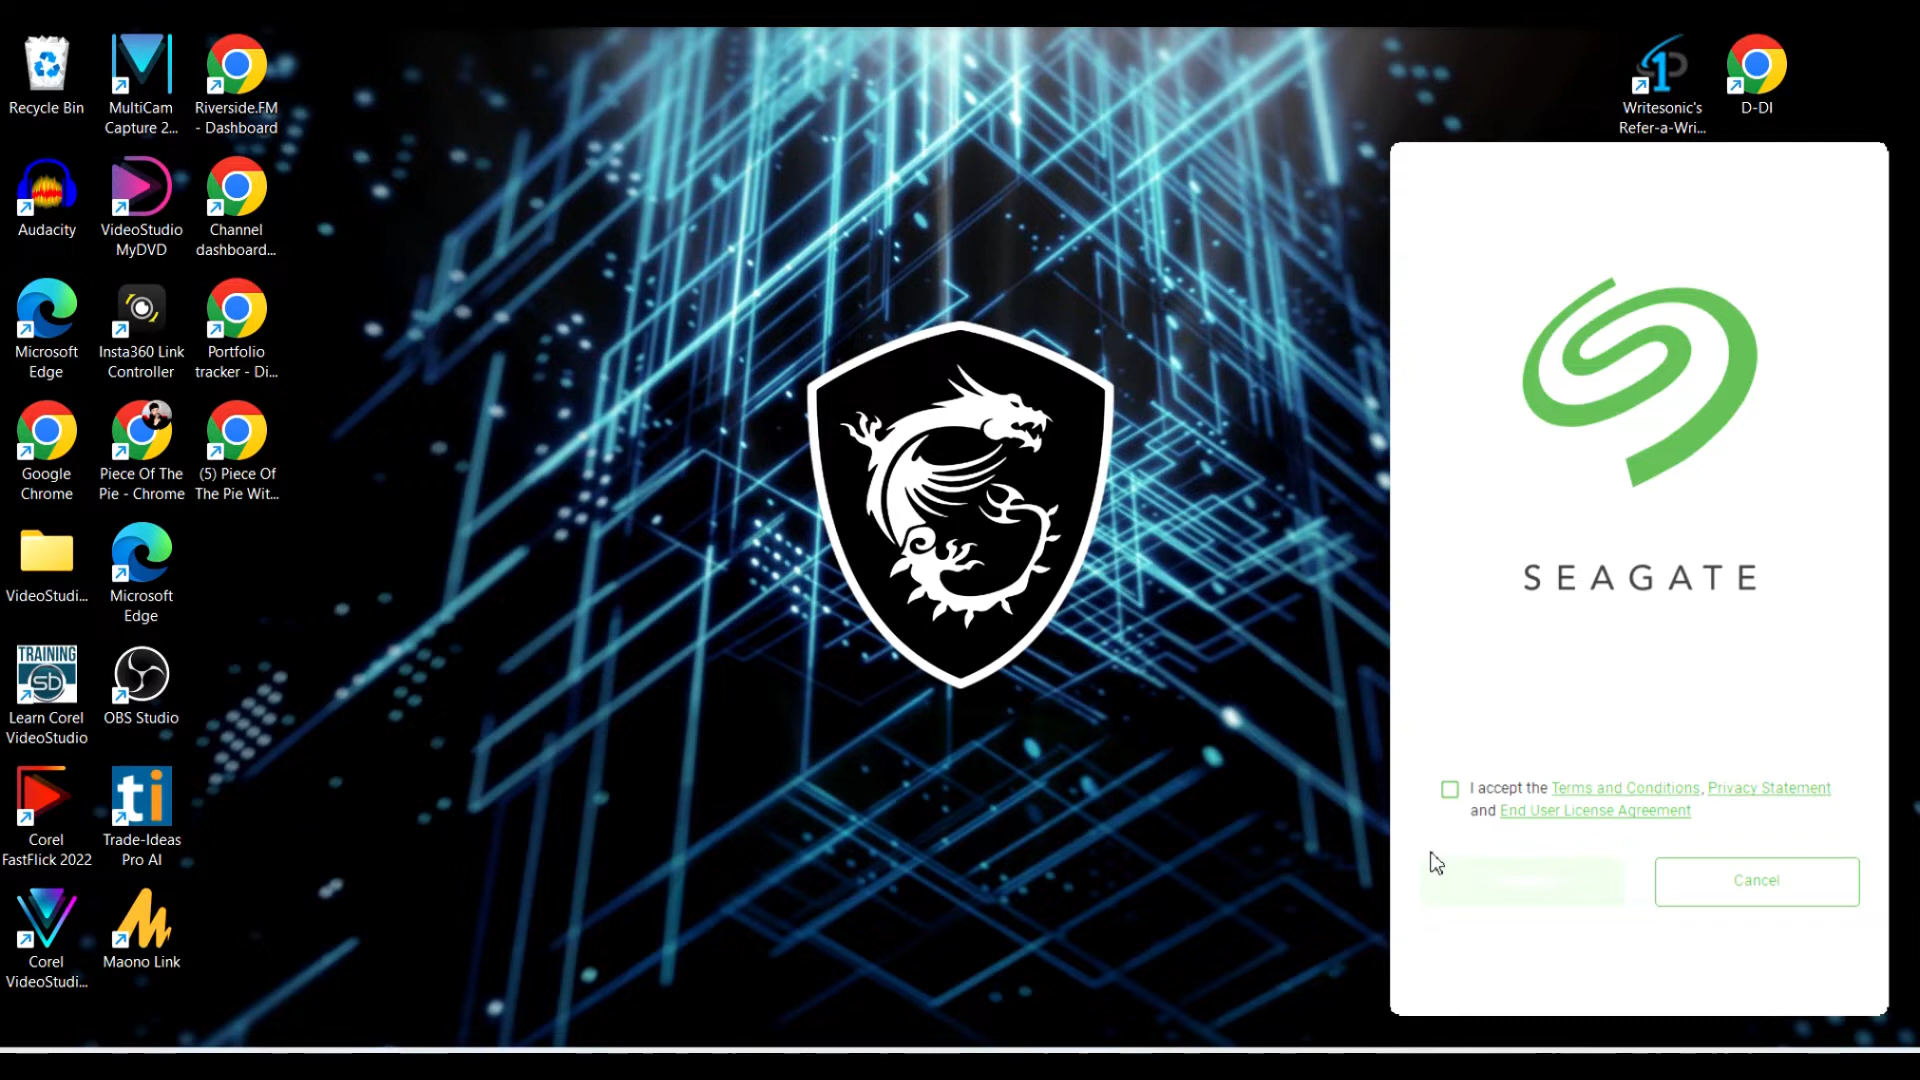 Recycle Bin
MultiCam
Capture 2...
Riverside.FM
- Dashboard
Audacity
VideoStudio
MyDVD
Channel
dashboard...
Microsoft
Edge
Insta360 Link
Controller
Portfolio
tracker - Di...
Google
Chrome
Piece Of The
Pie - Chrome
(5) Piece Of
The Pie Wit...
VideoStudi...
Microsoft
Edge
TRAINING
sb
Learn Corel
VideoStudio
OBS Studio
Corel
FastFlick 2022
ti
Trade-Ideas
Pro AI
Corel
VideoStudi...
Maono Link
Writesonic's
Refer-a-Wri...
D-DI
SEAGATE
I accept the Terms and Conditions, Privacy Statement
and End User License Agreement
Cancel